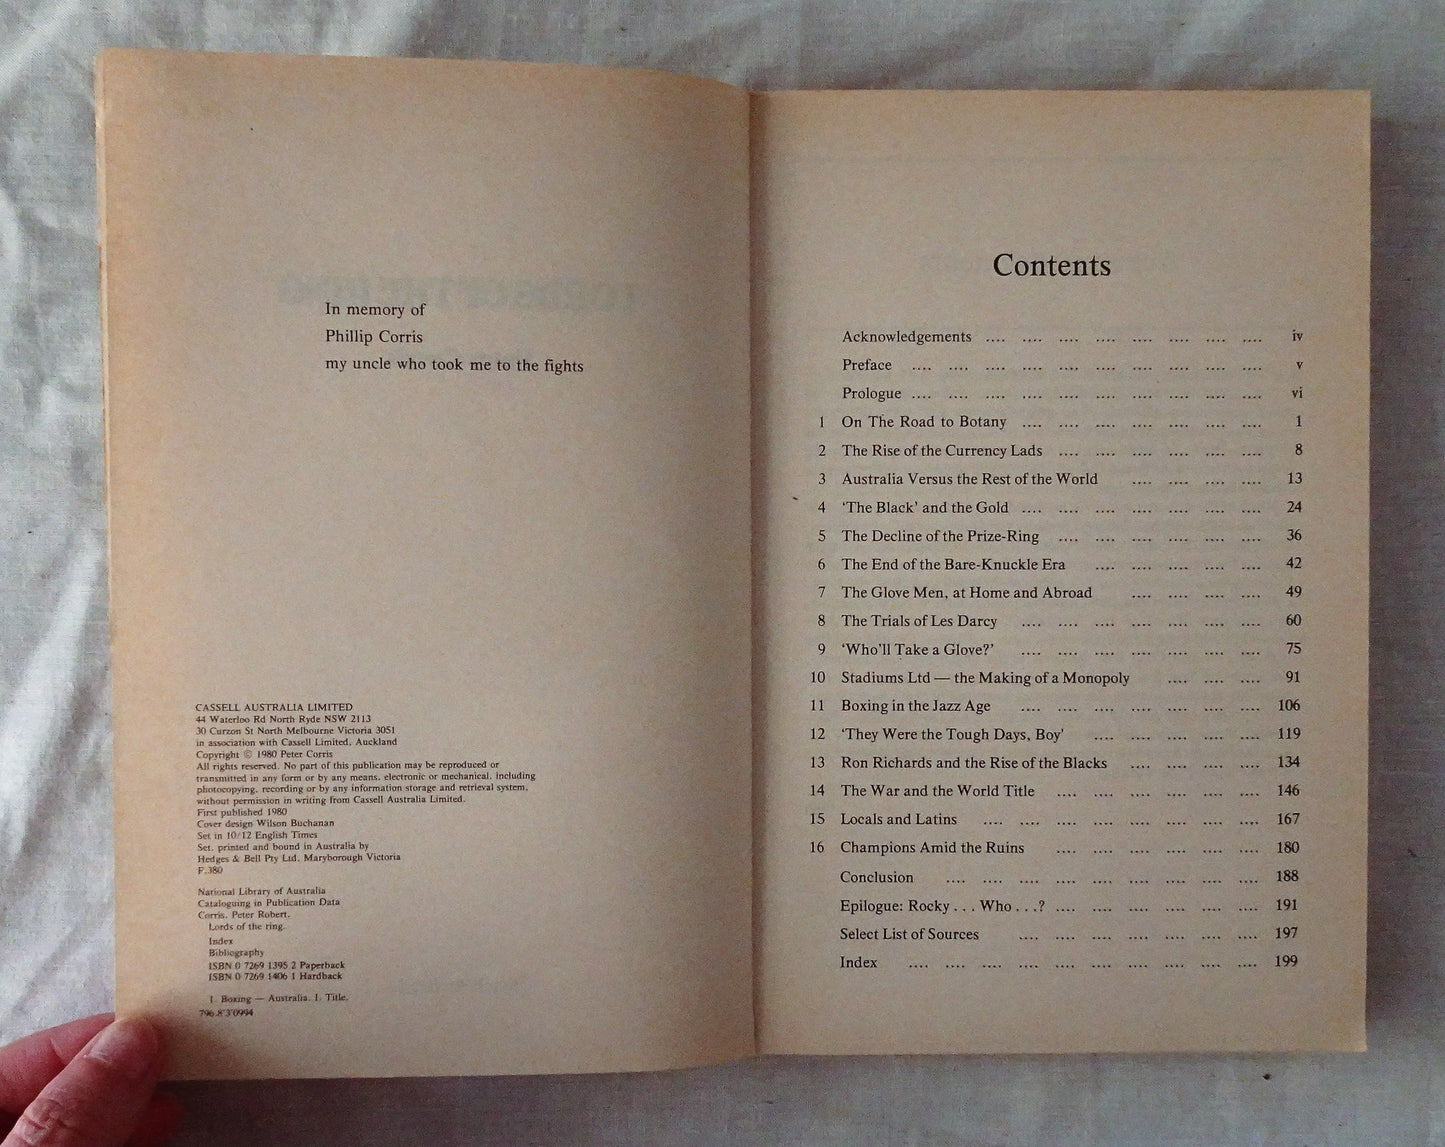 In memory of
Phillip Corris
my uncle who took me to the fights
CASSELL AUSTRALIA LIMITED
44 Waterloo Rd North Ryde NSW 2113
30 Curzon St North Melbourne Victoria 3051
in association with Cassell Limited, Auckland
Copyright © 1980 Peter Corris
All rights reserved. No part of this publication may be reproduced or
transmitted in any form or by any means, electronic or mechanical, including
photocopying, recording or by any information storage and retrieval system,
without permission in writing from Cassell Australia Limited.
First published 1980
Cover design Wilson Buchanan
Set in 10/12 English Times
Set, printed and bound in Australia by
Hedges & Bell Pty Ltd, Maryborough Victoria
F.380
National Library of Australia
Cataloguing in Publication Data
Corris, Peter Robert.
Lords of the ring.
Index
Bibliography
ISBN 0 7269 1395 2 Paperback
ISBN 0 7269 1406 1 Hardback
1. Boxing — Australia. I. Title.
796.8'3'0994
Contents
Acknowledgements .... .... .... .... .... .... .... .... iv
Preface .... .... .... .... .... .... .... .... .... .... v
Prologue .... .... .... .... .... .... .... .... .... .... vi
1 On The Road to Botany .... .... .... .... .... .... .... 1
2 The Rise of the Currency Lads .... .... .... .... .... .... 8
3 Australia Versus the Rest of the World .... .... .... .... 13
4 ‘The Black’ and the Gold .... .... .... .... .... .... .... 24
5 The Decline of the Prize-Ring .... .... .... .... .... .... 36
6 The End of the Bare-Knuckle Era .... .... .... .... .... 42
7 The Glove Men, at Home and Abroad .... .... .... .... 49
8 The Trials of Les Darcy .... .... .... .... .... .... .... 60
9 ‘Who'll Take a Glove?’ .... .... .... .... .... .... .... 75
10 Stadiums Ltd — the Making of a Monopoly .... .... .... 91
11 Boxing in the Jazz Age .... .... .... .... .... .... .... 106
12 ‘They Were the Tough Days, Boy’ .... .... .... .... .... 119
13 Ron Richards and the Rise of the Blacks .... .... .... .... 134
14 The War and the World Title .... .... .... .... .... .... 146
15 Locals and Latins .... .... .... .... .... .... .... .... 167
16 Champions Amid the Ruins .... .... .... .... .... .... 180
Conclusion .... .... .... .... .... .... .... .... .... 188
Epilogue: Rocky . . . Who . . .? .... .... .... .... .... .... 191
Select List of Sources .... .... .... .... .... .... .... 197
Index .... .... .... .... .... .... .... .... .... .... 199